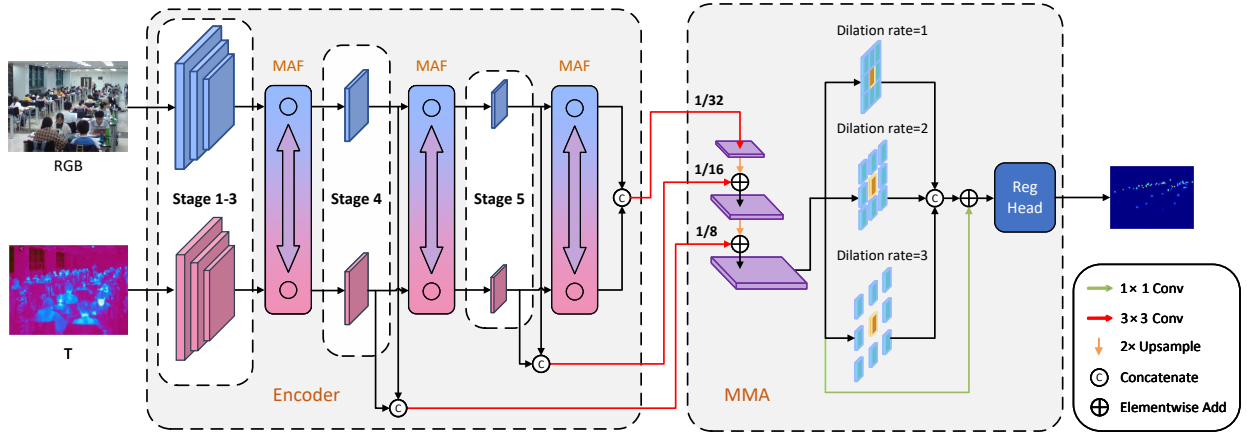 RGB
T
Stage 1-3
MAF
Stage 4
MAF
Stage 5
MAF
C
C
C
Encoder
1/32
1/16
1/8
MMA
Dilation rate=1
Dilation rate=2
Dilation rate=3
C
Reg
Head
1× 1 Conv
3× 3 Conv
2× Upsample
C Concatenate
Elementwise Add